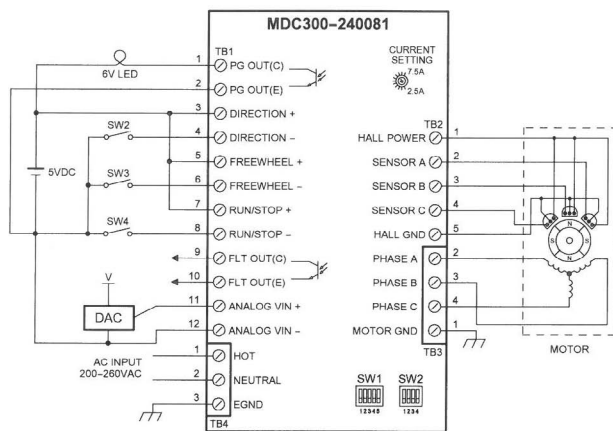 MDC300-240081
TB1
CURRENT
SETTING
7.5A
2.5A
6V LED
1 PG OUT(C)
2 PG OUT(E)
3 DIRECTION +
SW2
4 DIRECTION –
5VDC
5 FREEWHEEL +
SW3
6 FREEWHEEL –
7 RUN/STOP +
SW4
8 RUN/STOP –
9 FLT OUT(C)
10 FLT OUT(E)
V
DAC
11 ANALOG VIN +
12 ANALOG VIN –
AC INPUT
200-260VAC
1 HOT
2 NEUTRAL
3 EGND
TB4
TB2
HALL POWER 1
SENSOR A 2
SENSOR B 3
SENSOR C 4
HALL GND 5
PHASE A 2
PHASE B 3
PHASE C 4
MOTOR GND 1
TB3
N
S
S
N
MOTOR
SW1
12345
SW2
1234